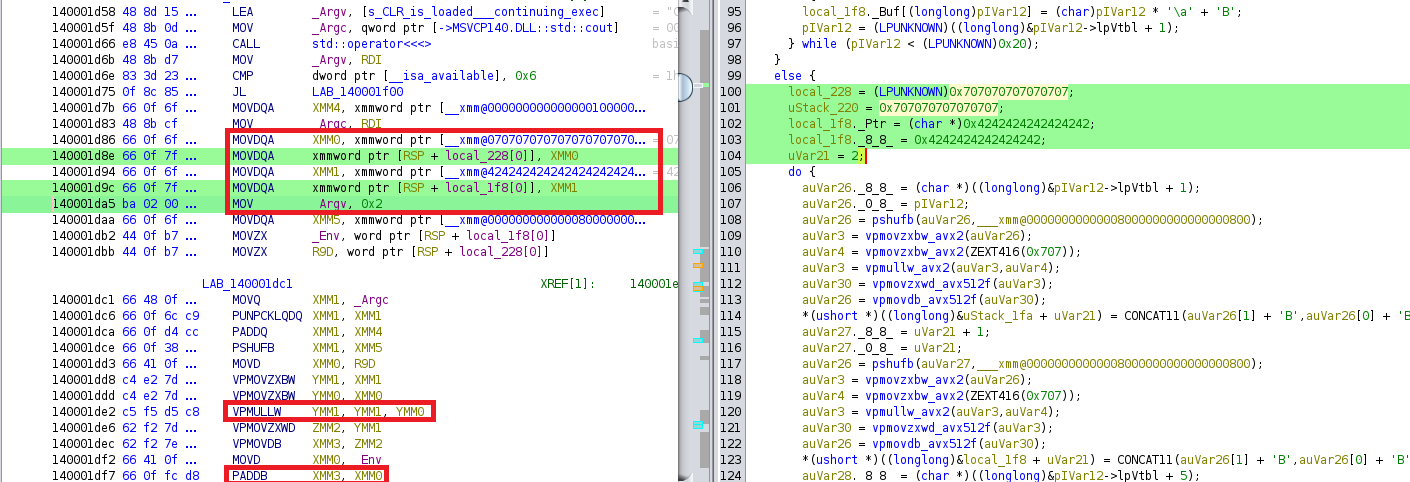 140001d58 48 8d 15 ... LEA _Argv, [s_CLR_is_loaded___continuing_exec] = "c
140001d5f 48 8b 0d ... MOV _Argc, qword ptr [->MSVCP140.DLL::std::cout] = 00
140001d66 e8 45 0a ... CALL std::operator<<<> basi
140001d6b 48 8b d7 MOV _Argv, RDI
140001d6e 83 3d 23 ... CMP dword ptr [__isa_available], 0x6 = 1h
140001d75 0f 8c 85 ... JL LAB_140001f00
140001d7b 66 0f 6f ... MOVDQA XMM4, xmmword ptr [__xmm@0000000000000000100000...
140001d83 48 8b cf MOV _Argc, RDI
140001d86 66 0f 6f ... MOVDQA XMM0, xmmword ptr [__xmm@070707070707070707070... = 07
140001d8e 66 0f 7f ... MOVDQA xmmword ptr [RSP + local_228[0]], XMM0
140001d94 66 0f 6f ... MOVDQA XMM1, xmmword ptr [__xmm@4242424242424242424242... = 42
140001d9c 66 0f 7f ... MOVDQA xmmword ptr [RSP + local_1f8[0]], XMM1
140001da5 ba 02 00 ... MOV _Argv, 0x2
140001daa 66 0f 6f ... MOVDQA XMM5, xmmword ptr [__xmm@0000000000000080000000...
140001db2 44 0f b7 ... MOVZX _Env, word ptr [RSP + local_1f8[0]]
140001dbb 44 0f b7 ... MOVZX R9D, word ptr [RSP + local_228[0]]
LAB_140001dc1 XREF[1]: 140001e
140001dc1 66 48 0f ... MOVQ XMM1, _Argc
140001dc6 66 0f 6c c9 PUNPCKLQDQ XMM1, XMM1
140001dca 66 0f d4 cc PADDQ XMM1, XMM4
140001dce 66 0f 38 ... PSHUFB XMM1, XMM5
140001dd3 66 41 0f ... MOVD XMM0, R9D
140001dd8 c4 e2 7d ... VPMOVZXBW YMM1, XMM1
140001ddd c4 e2 7d ... VPMOVZXBW YMM0, XMM0
140001de2 c5 f5 d5 c8 VPMULLW YMM1, YMM1, YMM0
140001de6 62 f2 7d ... VPMOVZXWD ZMM2, YMM1
140001dec 62 f2 7e ... VPMOVDB XMM3, ZMM2
140001df2 66 41 0f ... MOVD XMM0, _Env
140001df7 66 0f fc d8 PADDB XMM3, XMM0
95 local_1f8._Buf[(longlong)pIVar12] = (char)pIVar12 * '\a' + 'B';
96 pIVar12 = (LPUNKNOWN)((longlong)&pIVar12->lpVtbl + 1);
97 } while (pIVar12 < (LPUNKNOWN)0x20);
98 }
99 else {
100 local_228 = (LPUNKNOWN)0x707070707070707;
101 uStack_220 = 0x707070707070707;
102 local_1f8._Ptr = (char *)0x4242424242424242;
103 local_1f8._8_8_ = 0x4242424242424242;
104 uVar21 = 2;
105 do {
106 auVar26._8_8_ = (char *)((longlong)&pIVar12->lpVtbl + 1);
107 auVar26._0_8_ = pIVar12;
108 auVar26 = pshufb(auVar26,___xmm@00000000000000800000000000000800);
109 auVar3 = vpmovzxbw_avx2(auVar26);
110 auVar4 = vpmovzxbw_avx2(ZEXT416(0x707));
111 auVar3 = vpmullw_avx2(auVar3,auVar4);
112 auVar30 = vpmovzxwd_avx512f(auVar3);
113 auVar26 = vpmovdb_avx512f(auVar30);
114 *(ushort *)((longlong)&uStack_1fa + uVar21) = CONCAT11(auVar26[1] + 'B',auVar26[0] + 'B
115 auVar27._8_8_ = uVar21 + 1;
116 auVar27._0_8_ = uVar21;
117 auVar26 = pshufb(auVar27,___xmm@00000000000000800000000000000800);
118 auVar3 = vpmovzxbw_avx2(auVar26);
119 auVar4 = vpmovzxbw_avx2(ZEXT416(0x707));
120 auVar3 = vpmullw_avx2(auVar3,auVar4);
121 auVar30 = vpmovzxwd_avx512f(auVar3);
122 auVar26 = vpmovdb_avx512f(auVar30);
123 *(ushort *)((longlong)&local_1f8 + uVar21) = CONCAT11(auVar26[1] + 'B',auVar26[0] + 'B'
124 auVar28._8_8_ = (char *)((longlong)&pIVar12->lpVtbl + 5);